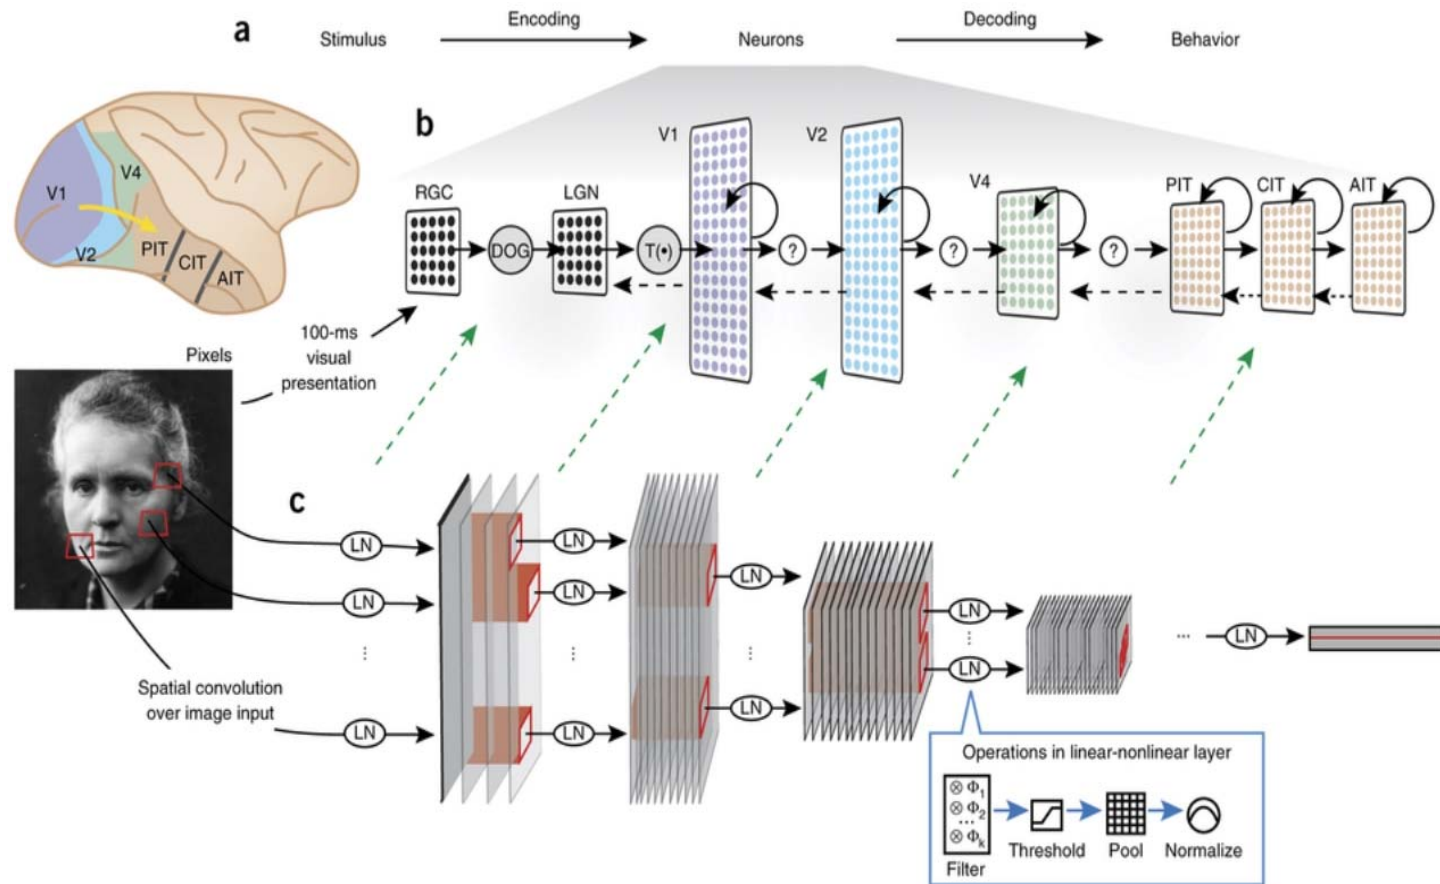 a
Stimulus
Encoding
Neurons
Decoding
Behavior
V1
V2
V4
PIT
CIT
AIT
b
RGC
DOG
LGN
T(•)
V1
?
V2
?
V4
?
PIT
CIT
AIT
100-ms
visual
presentation
Pixels
c
LN
LN
⋮
LN
LN
LN
⋮
LN
LN
⋮
LN
LN
⋮
LN
...
LN
Spatial convolution
over image input
Operations in linear-nonlinear layer
⊗ Φ1
⊗ Φ2
...
⊗ Φk
Filter
Threshold
Pool
Normalize